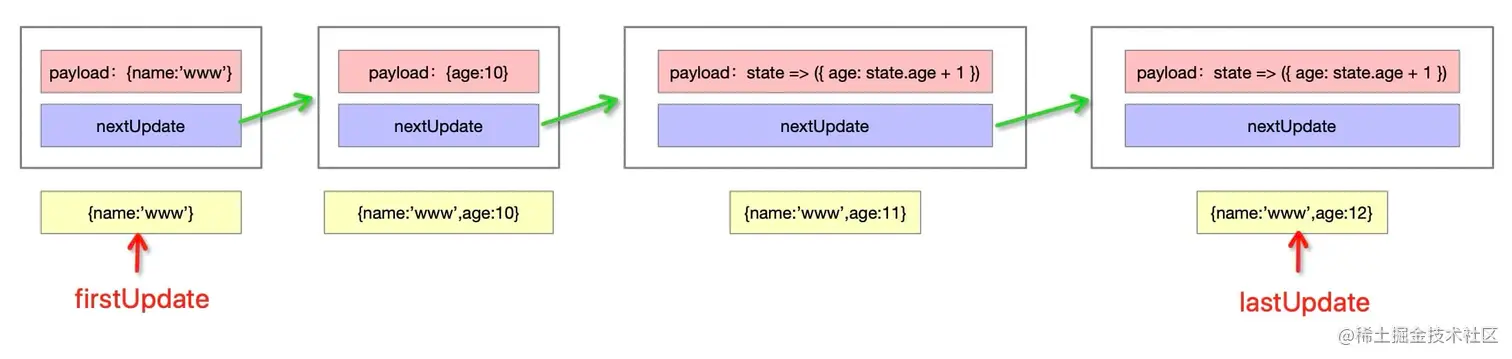 payload：{name:’www’}
payload：{age:10}
payload：state => ({ age: state.age + 1 })
payload：state => ({ age: state.age + 1 })
nextUpdate
nextUpdate
nextUpdate
nextUpdate
{name:’www’}
{name:’www’,age:10}
{name:’www’,age:11}
{name:’www’,age:12}
firstUpdate
lastUpdate
@稀土掘金技术社区